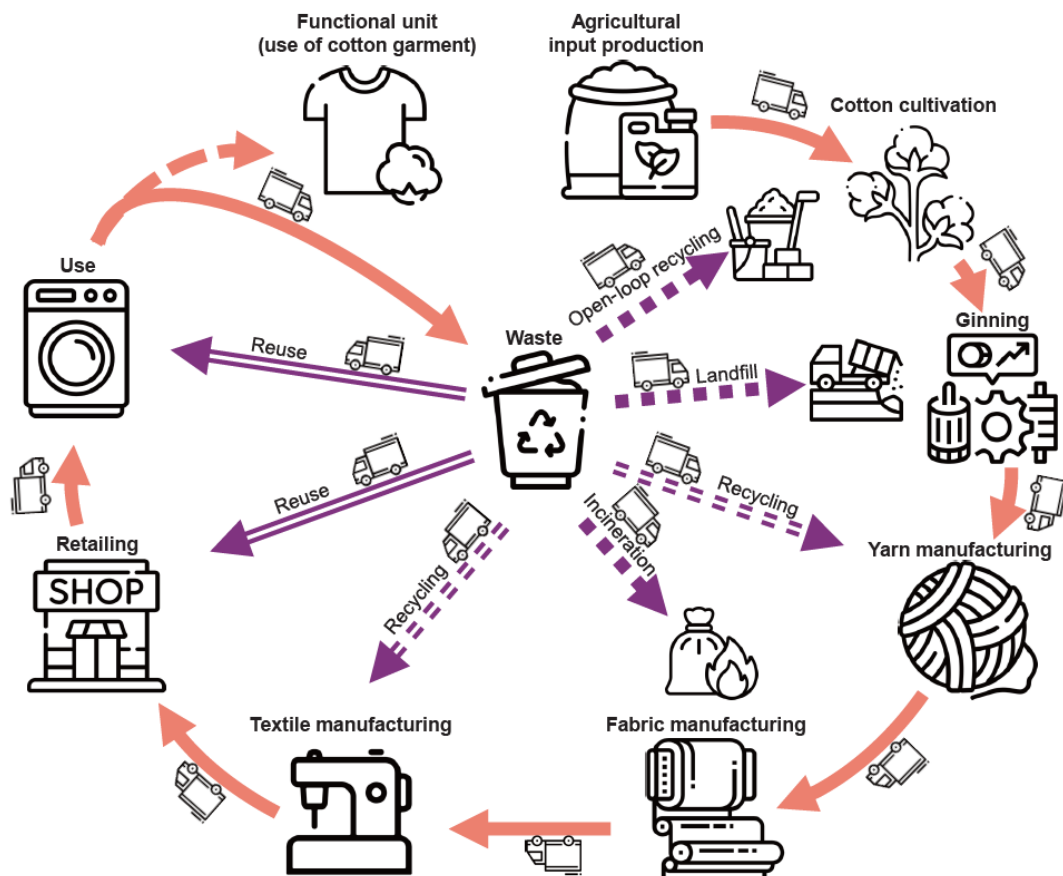 Functional unit
(use of cotton garment)
Agricultural
input production
Cotton cultivation
Open-loop recycling
Use
Waste
Ginning
Reuse
Landfill
Reuse
Recycling
Incineration
Recycling
Retailing
SHOP
Yarn manufacturing
Textile manufacturing
Fabric manufacturing